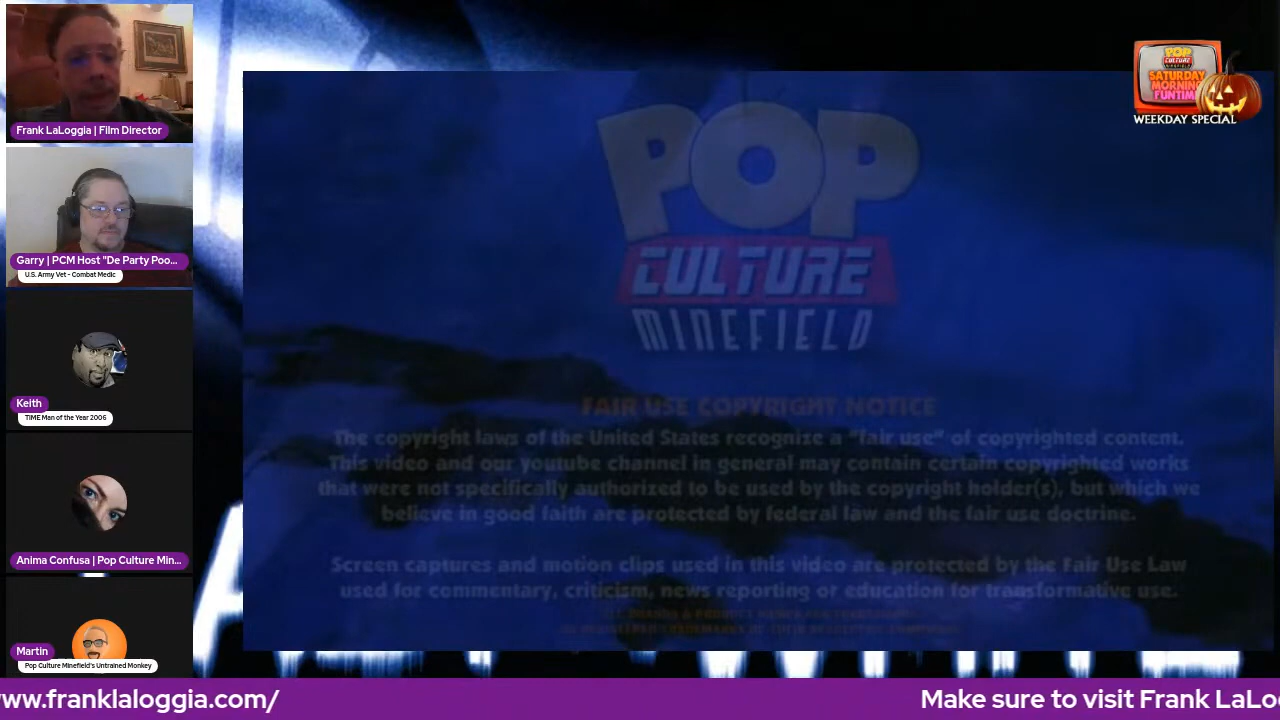 Frank LaLoggia | Film Director
Garry | PCM Host "De Party Poo...
U.S. Army Vet - Combat Medic
Keith
TIME Man of the Year 2006
Anima Confusa | Pop Culture Min...
Martin
Pop Culture Minefield's Untrained Monkey
POP
CULTURE
MINEFIELD
SATURDAY
MORNING
FUNTIME
WEEKDAY SPECIAL
POP
CULTURE
MINEFIELD
FAIR USE COPYRIGHT NOTICE
The copyright laws of the United States recognize a "fair use" of copyrighted content.
This video and our youtube channel in general may contain certain copyrighted works
that were not specifically authorized to be used by the copyright holder(s), but which we
believe in good faith are protected by federal law and the fair use doctrine.
Screen captures and motion clips used in this video are protected by the Fair Use Law
used for commentary, criticism, news reporting or education for transformative use.
www.franklaloggia.com/
Make sure to visit Frank LaLo